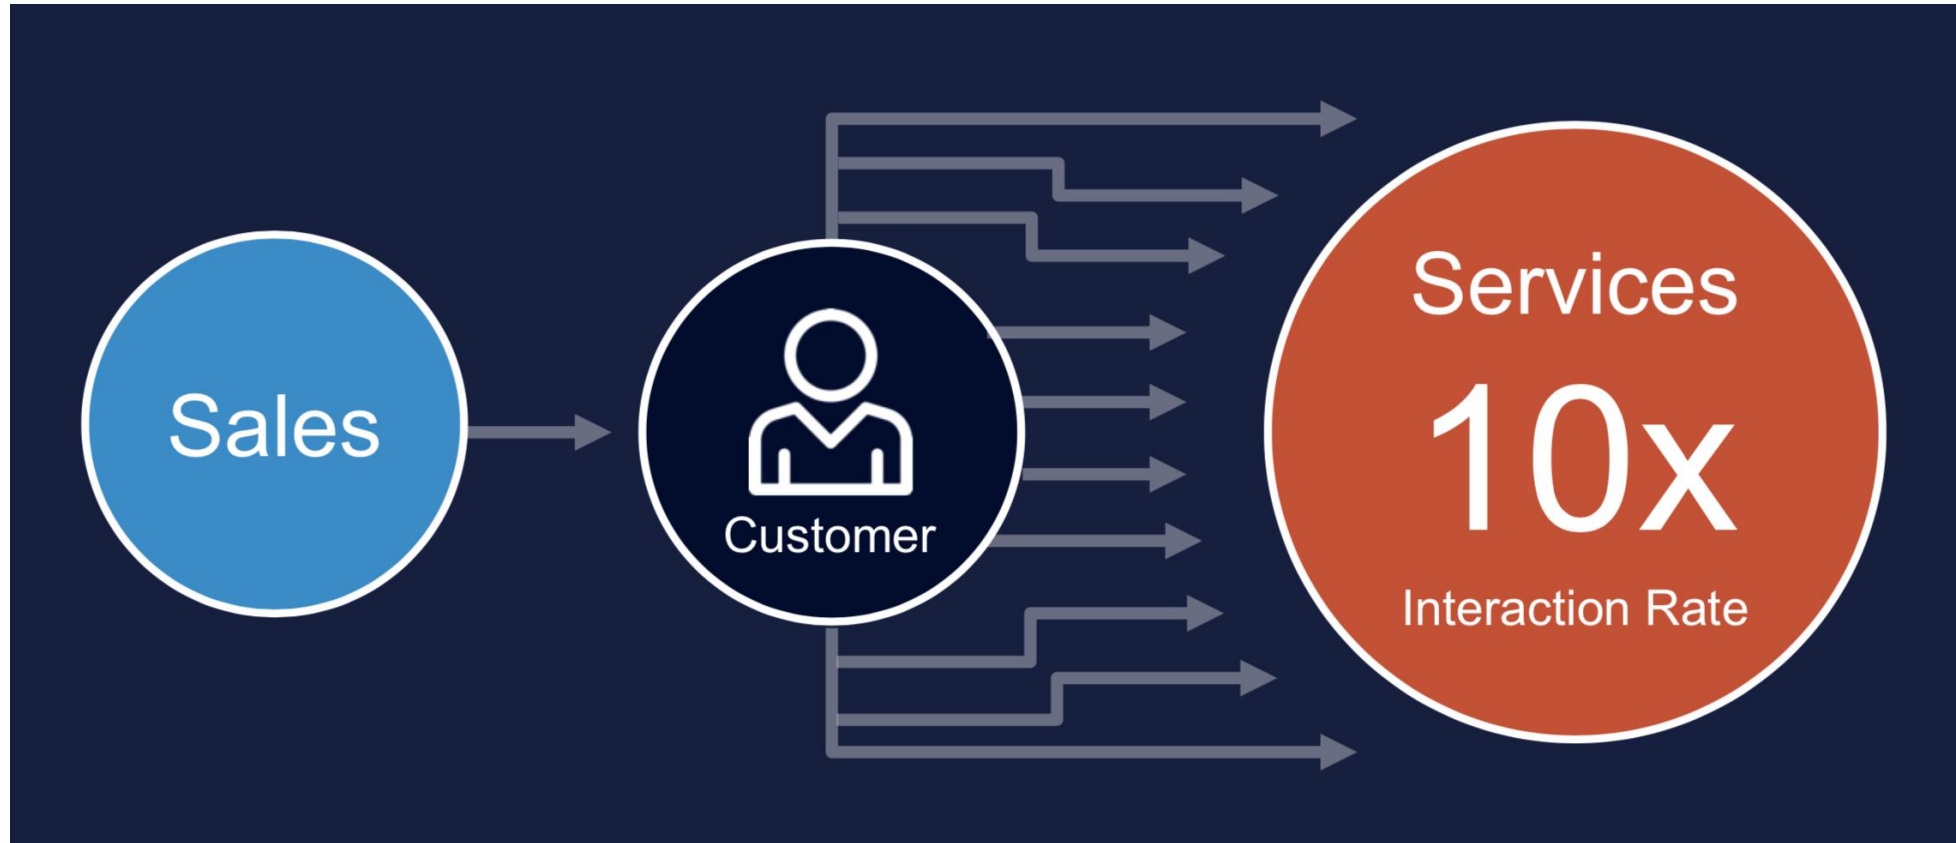 Sales
Customer
Services
10x
Interaction Rate